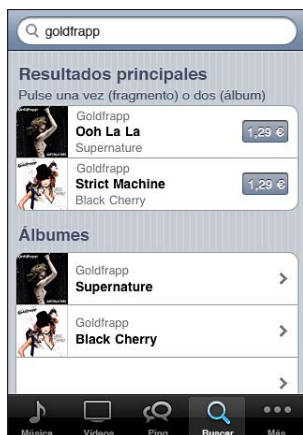 goldfrapp
Resultados principales
Pulse una vez (fragmento) o dos (álbum)
Goldfrapp
Ooh La La
1,29 €
Supernature
Goldfrapp
Strict Machine
1,29 €
Black Cherry
Álbumes
Goldfrapp
Supernature
Goldfrapp
Black Cherry
Música Vídeos Ping Buscar Más